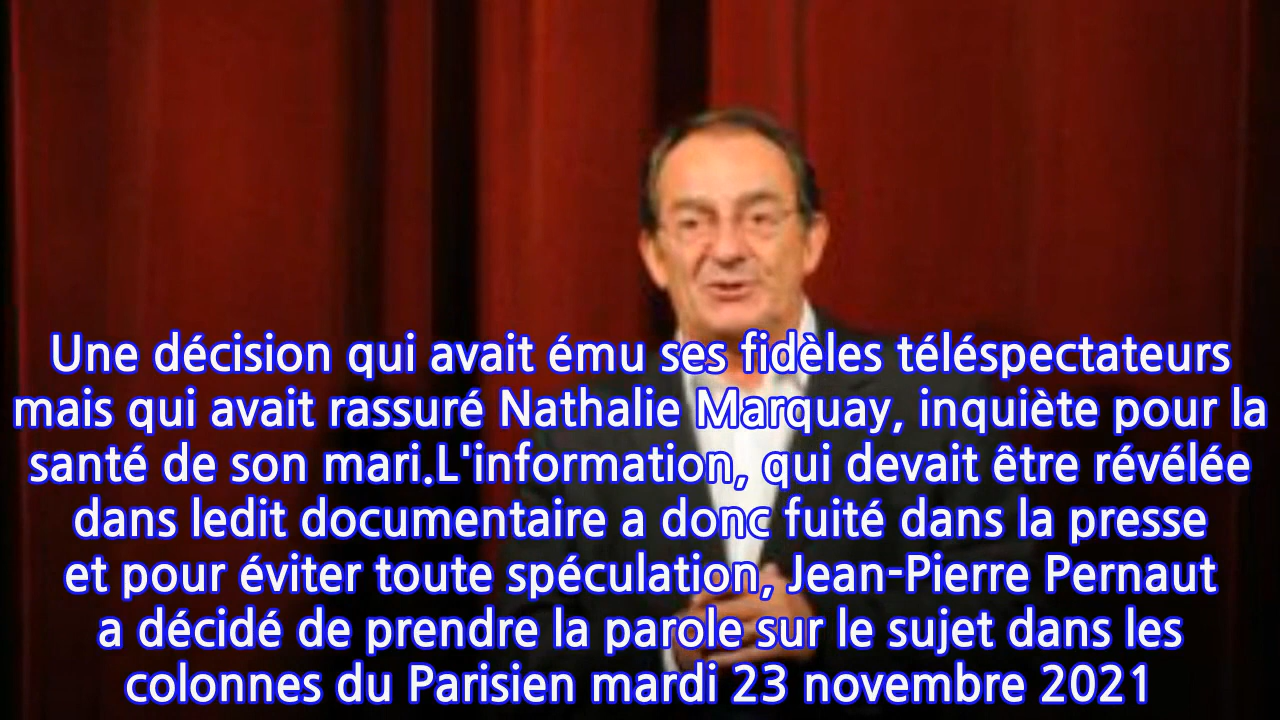 Une décision qui avait ému ses fidèles téléspectateurs
mais qui avait rassuré Nathalie Marquay, inquiète pour la
santé de son mari.L'information, qui devait être révélée
dans ledit documentaire a donc fuité dans la presse
et pour éviter toute spéculation, Jean-Pierre Pernaut
a décidé de prendre la parole sur le sujet dans les
colonnes du Parisien mardi 23 novembre 2021